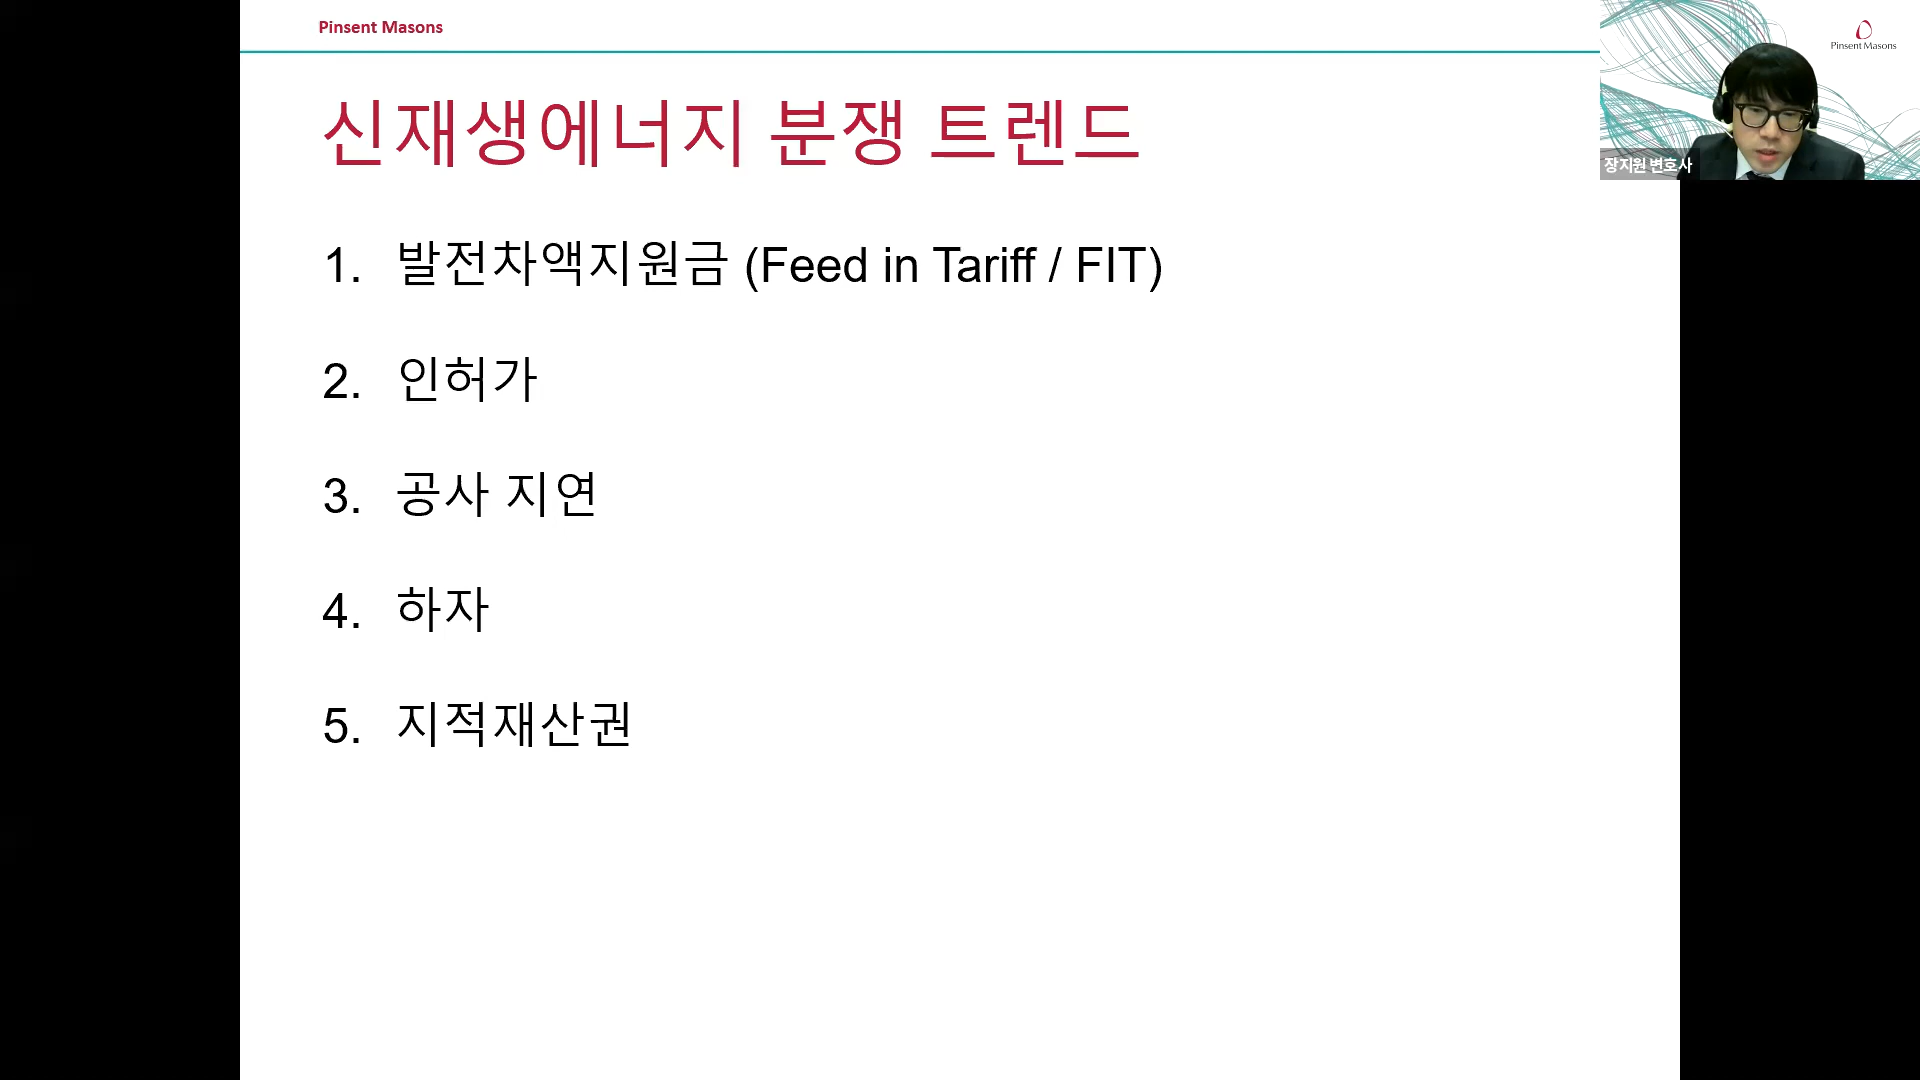 Pinsent Masons
신재생에너지 분쟁 트렌드
1. 발전차액지원금 (Feed in Tariff / FIT)
2. 인허가
3. 공사 지연
4. 하자
5. 지적재산권
Pinsent Masons
장지원 변호사